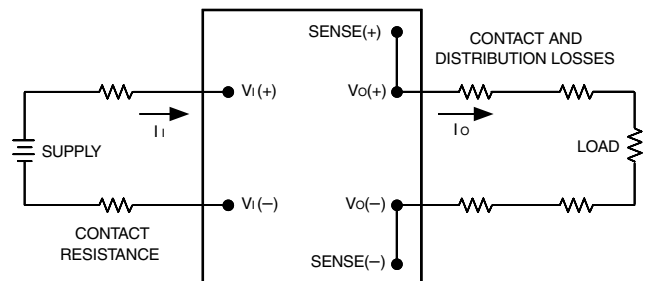 SENSE(+)
CONTACT AND
DISTRIBUTION LOSSES
VI(+)
VO(+)
II
IO
SUPPLY
LOAD
VI(–)
VO(–)
CONTACT
RESISTANCE
SENSE(–)